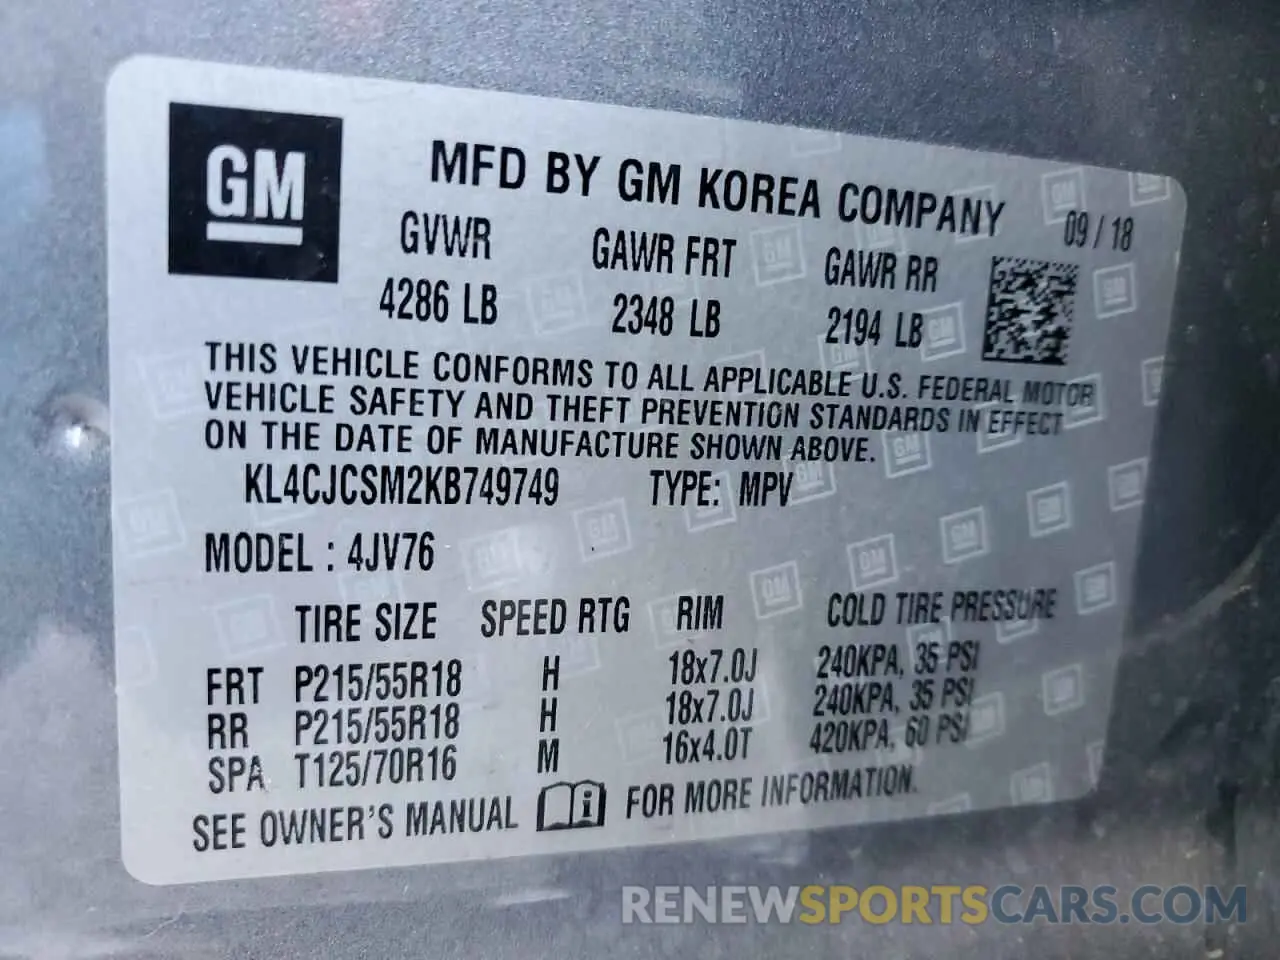 GM
MFD BY GM KOREA COMPANY
09 / 18
GVWR GAWR FRT GAWR RR
4286 LB 2348 LB 2194 LB
THIS VEHICLE CONFORMS TO ALL APPLICABLE U.S. FEDERAL MOTOR
VEHICLE SAFETY AND THEFT PREVENTION STANDARDS IN EFFECT
ON THE DATE OF MANUFACTURE SHOWN ABOVE.
KL4CJCSM2KB749749 TYPE: MPV
MODEL : 4JV76
TIRE SIZE SPEED RTG RIM COLD TIRE PRESSURE
FRT P215/55R18 H 18x7.0J 240KPA, 35 PSI
RR P215/55R18 H 18x7.0J 240KPA, 35 PSI
SPA T125/70R16 M 16x4.0T 420KPA, 60 PSI
SEE OWNER'S MANUAL i FOR MORE INFORMATION.
RENEWSPORTSCARS.COM